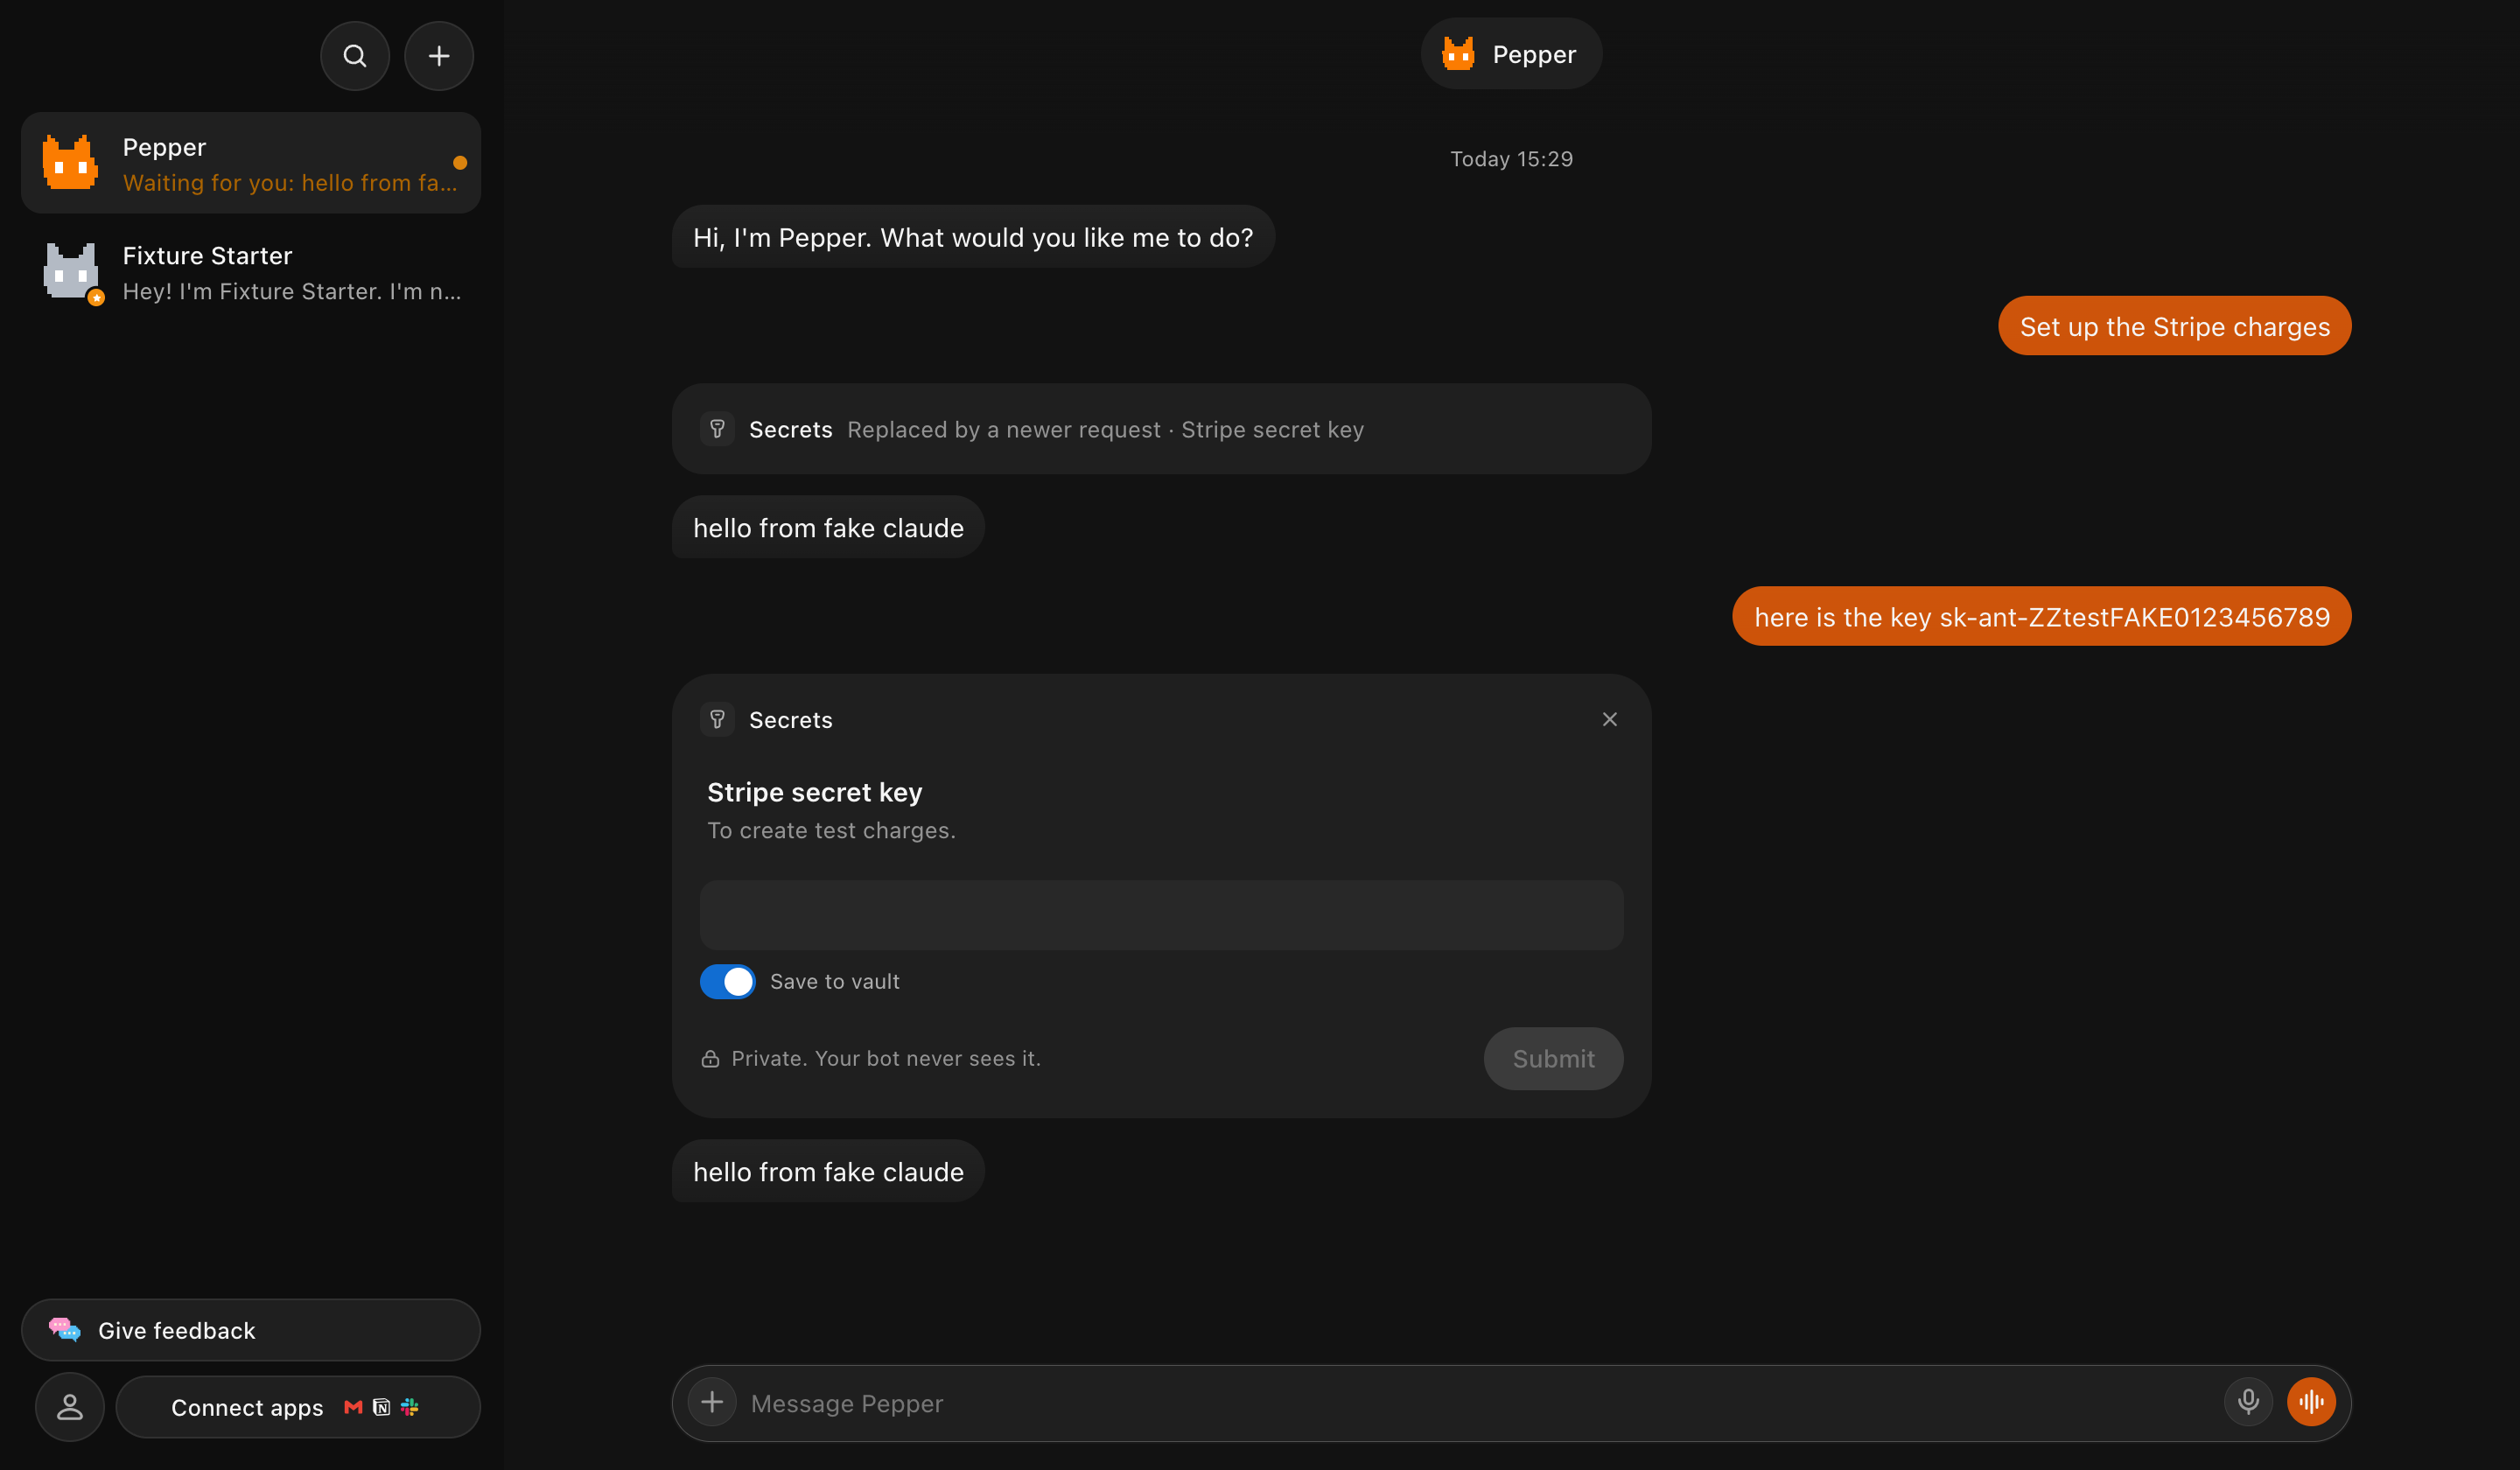 Pepper
Waiting for you: hello from fa...
Fixture Starter
Hey! I'm Fixture Starter. I'm n...
Give feedback
Connect apps
Pepper
Today 15:29
Hi, I'm Pepper. What would you like me to do?
Set up the Stripe charges
Secrets Replaced by a newer request · Stripe secret key
hello from fake claude
here is the key sk-ant-ZZtestFAKE0123456789
Secrets
Stripe secret key
To create test charges.
Save to vault
Private. Your bot never sees it.
Submit
hello from fake claude
Message Pepper